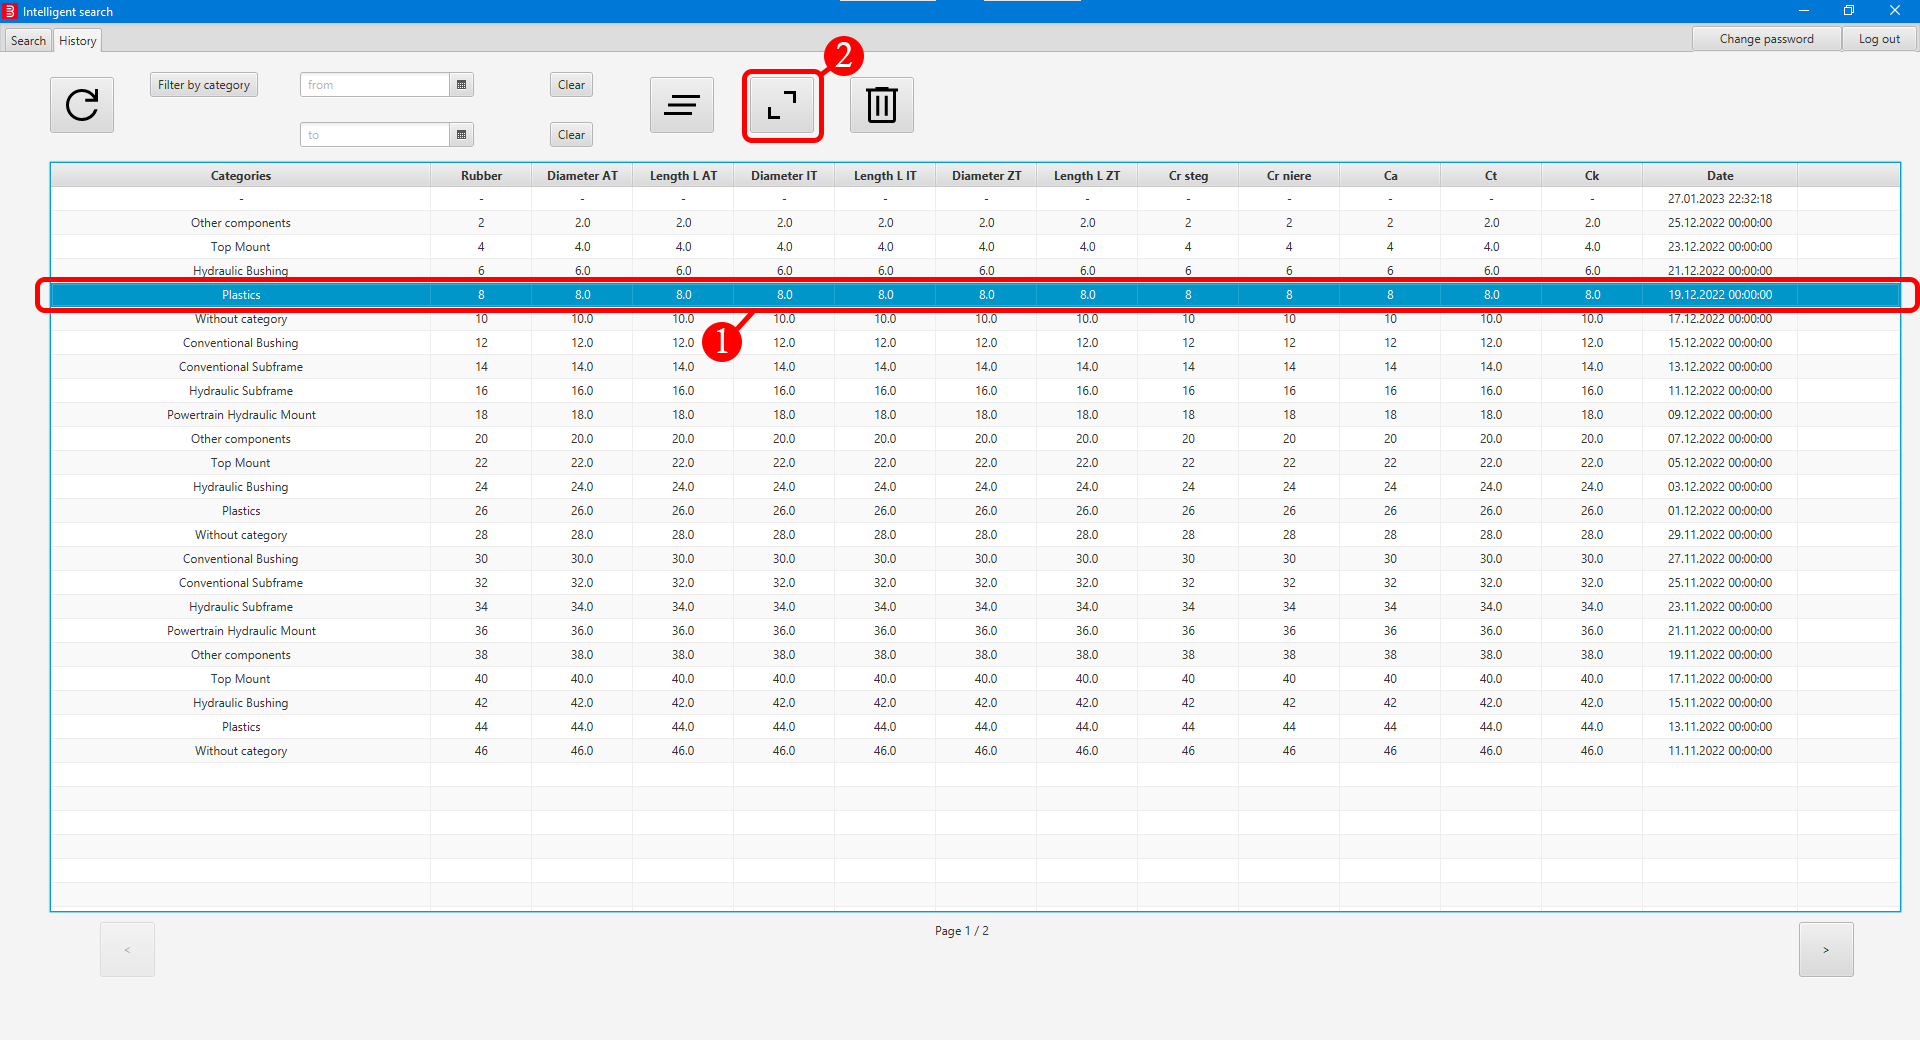 Intelligent search
Search History Change password Log out
Filter by category from Clear
to Clear
2
Categories Rubber Diameter AT Length L AT Diameter IT Length L IT Diameter ZT Length L ZT Cr steg Cr niere Ca Ct Ck Date
- - - - - - - - - - - - - 27.01.2023 22:32:18
Other components 2 2.0 2.0 2.0 2.0 2.0 2.0 2 2 2 2.0 2.0 25.12.2022 00:00:00
Top Mount 4 4.0 4.0 4.0 4.0 4.0 4.0 4 4 4 4.0 4.0 23.12.2022 00:00:00
Hydraulic Bushing 6 6.0 6.0 6.0 6.0 6.0 6.0 6 6 6 6.0 6.0 21.12.2022 00:00:00
Plastics 8 8.0 8.0 8.0 8.0 8.0 8.0 8 8 8 8.0 8.0 19.12.2022 00:00:00
Without category 10 10.0 10.0 10.0 10.0 10.0 10.0 10 10 10 10.0 10.0 17.12.2022 00:00:00
1
Conventional Bushing 12 12.0 12.0 12.0 12.0 12.0 12.0 12 12 12 12.0 12.0 15.12.2022 00:00:00
Conventional Subframe 14 14.0 14.0 14.0 14.0 14.0 14.0 14 14 14 14.0 14.0 13.12.2022 00:00:00
Hydraulic Subframe 16 16.0 16.0 16.0 16.0 16.0 16.0 16 16 16 16.0 16.0 11.12.2022 00:00:00
Powertrain Hydraulic Mount 18 18.0 18.0 18.0 18.0 18.0 18.0 18 18 18 18.0 18.0 09.12.2022 00:00:00
Other components 20 20.0 20.0 20.0 20.0 20.0 20.0 20 20 20 20.0 20.0 07.12.2022 00:00:00
Top Mount 22 22.0 22.0 22.0 22.0 22.0 22.0 22 22 22 22.0 22.0 05.12.2022 00:00:00
Hydraulic Bushing 24 24.0 24.0 24.0 24.0 24.0 24.0 24 24 24 24.0 24.0 03.12.2022 00:00:00
Plastics 26 26.0 26.0 26.0 26.0 26.0 26.0 26 26 26 26.0 26.0 01.12.2022 00:00:00
Without category 28 28.0 28.0 28.0 28.0 28.0 28.0 28 28 28 28.0 28.0 29.11.2022 00:00:00
Conventional Bushing 30 30.0 30.0 30.0 30.0 30.0 30.0 30 30 30 30.0 30.0 27.11.2022 00:00:00
Conventional Subframe 32 32.0 32.0 32.0 32.0 32.0 32.0 32 32 32 32.0 32.0 25.11.2022 00:00:00
Hydraulic Subframe 34 34.0 34.0 34.0 34.0 34.0 34.0 34 34 34 34.0 34.0 23.11.2022 00:00:00
Powertrain Hydraulic Mount 36 36.0 36.0 36.0 36.0 36.0 36.0 36 36 36 36.0 36.0 21.11.2022 00:00:00
Other components 38 38.0 38.0 38.0 38.0 38.0 38.0 38 38 38 38.0 38.0 19.11.2022 00:00:00
Top Mount 40 40.0 40.0 40.0 40.0 40.0 40.0 40 40 40 40.0 40.0 17.11.2022 00:00:00
Hydraulic Bushing 42 42.0 42.0 42.0 42.0 42.0 42.0 42 42 42 42.0 42.0 15.11.2022 00:00:00
Plastics 44 44.0 44.0 44.0 44.0 44.0 44.0 44 44 44 44.0 44.0 13.11.2022 00:00:00
Without category 46 46.0 46.0 46.0 46.0 46.0 46.0 46 46 46 46.0 46.0 11.11.2022 00:00:00
< Page 1 / 2 >